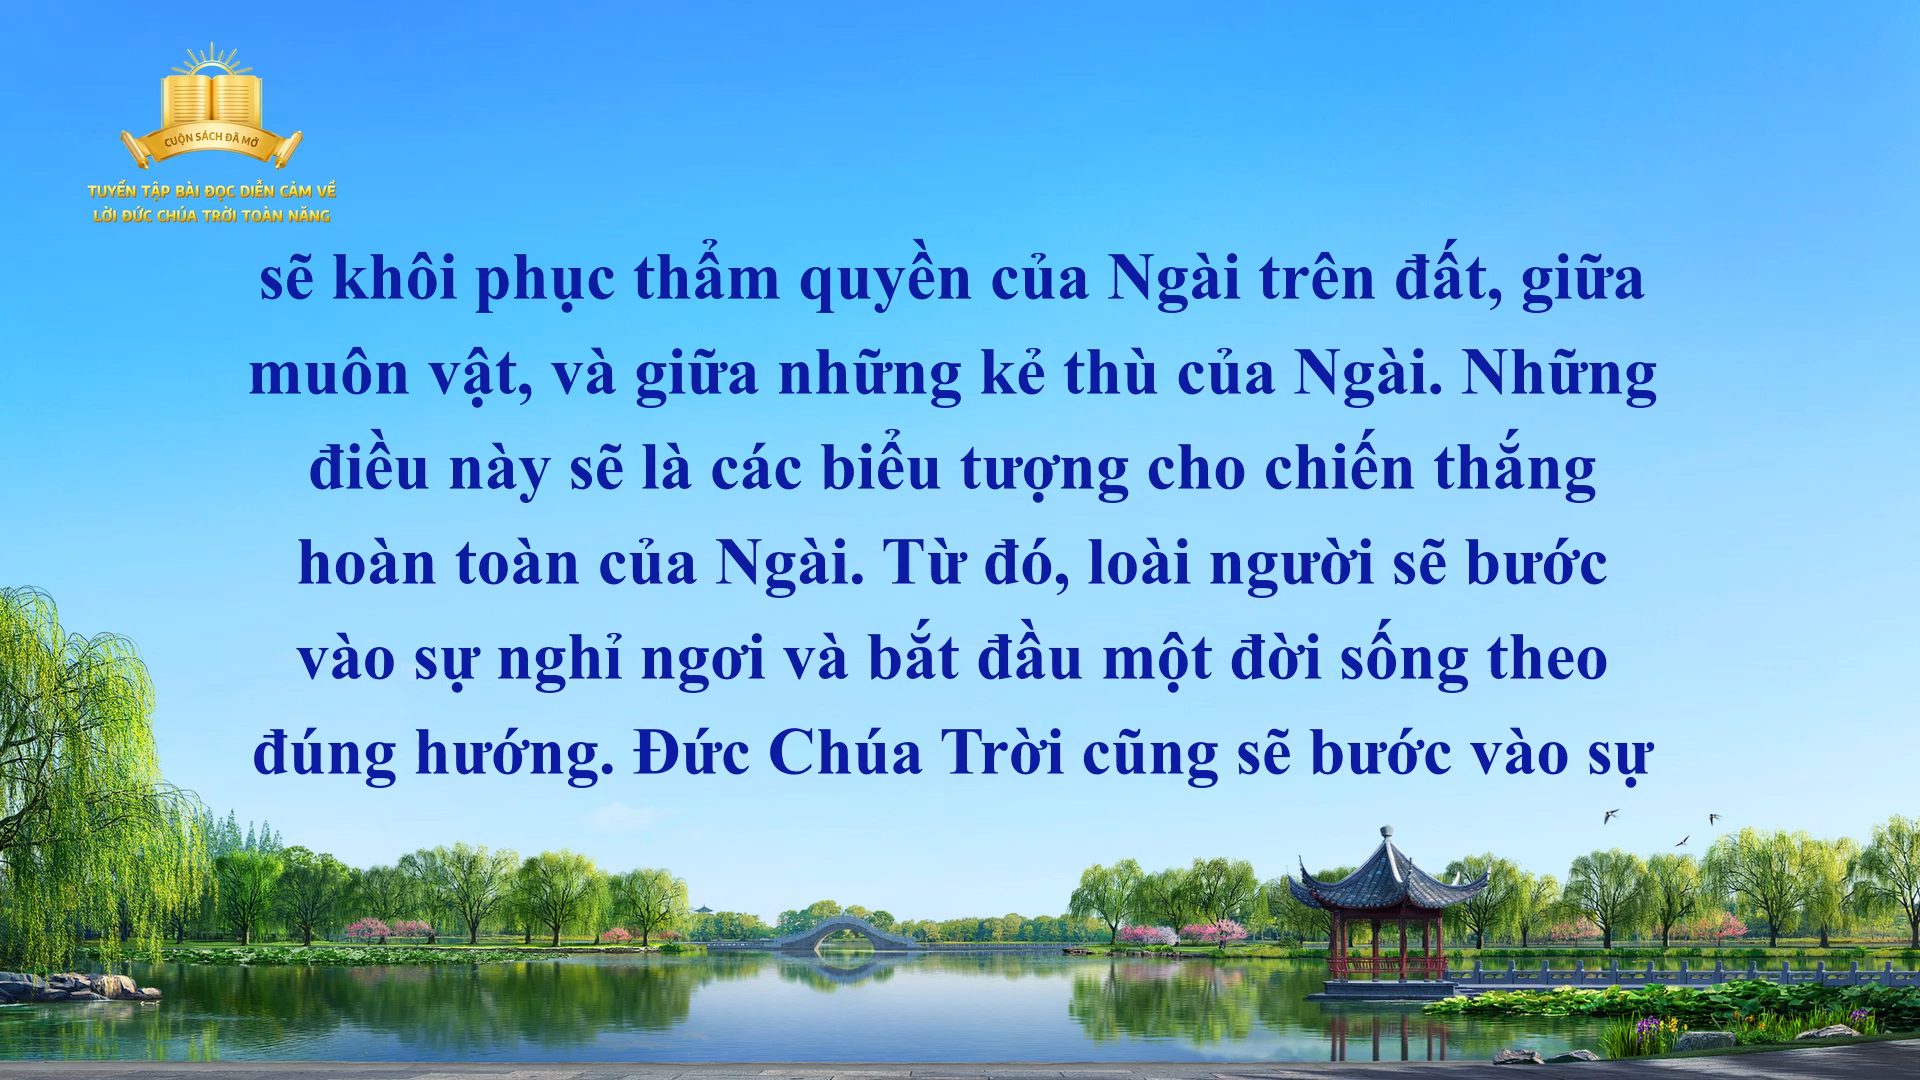 CUỘN SÁCH ĐÃ MỞ
TUYỂN TẬP BÀI ĐỌC DIỄN CẢM VỀ
LỜI ĐỨC CHÚA TRỜI TOÀN NĂNG
sẽ khôi phục thẩm quyền của Ngài trên đất, giữa
muôn vật, và giữa những kẻ thù của Ngài. Những
điều này sẽ là các biểu tượng cho chiến thắng
hoàn toàn của Ngài. Từ đó, loài người sẽ bước
vào sự nghỉ ngơi và bắt đầu một đời sống theo
đúng hướng. Đức Chúa Trời cũng sẽ bước vào sự